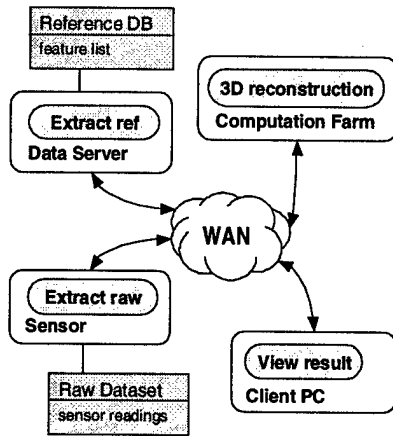 Reference DB
feature list
Extract ref
Data Server
3D reconstruction
Computation Farm
WAN
Extract raw
Sensor
View result
Client PC
Raw Dataset
sensor readings